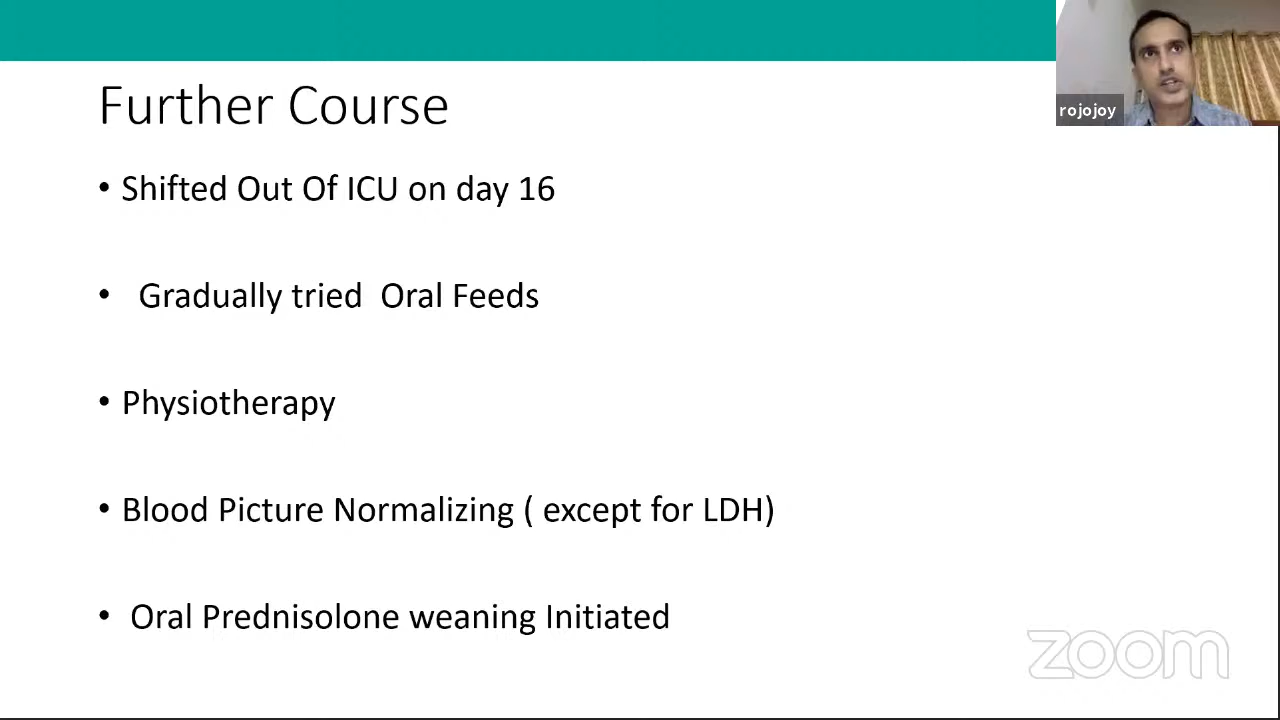 Further Course
rojojoy
• Shifted Out Of ICU on day 16
• Gradually tried Oral Feeds
• Physiotherapy
• Blood Picture Normalizing ( except for LDH)
• Oral Prednisolone weaning Initiated
zoom